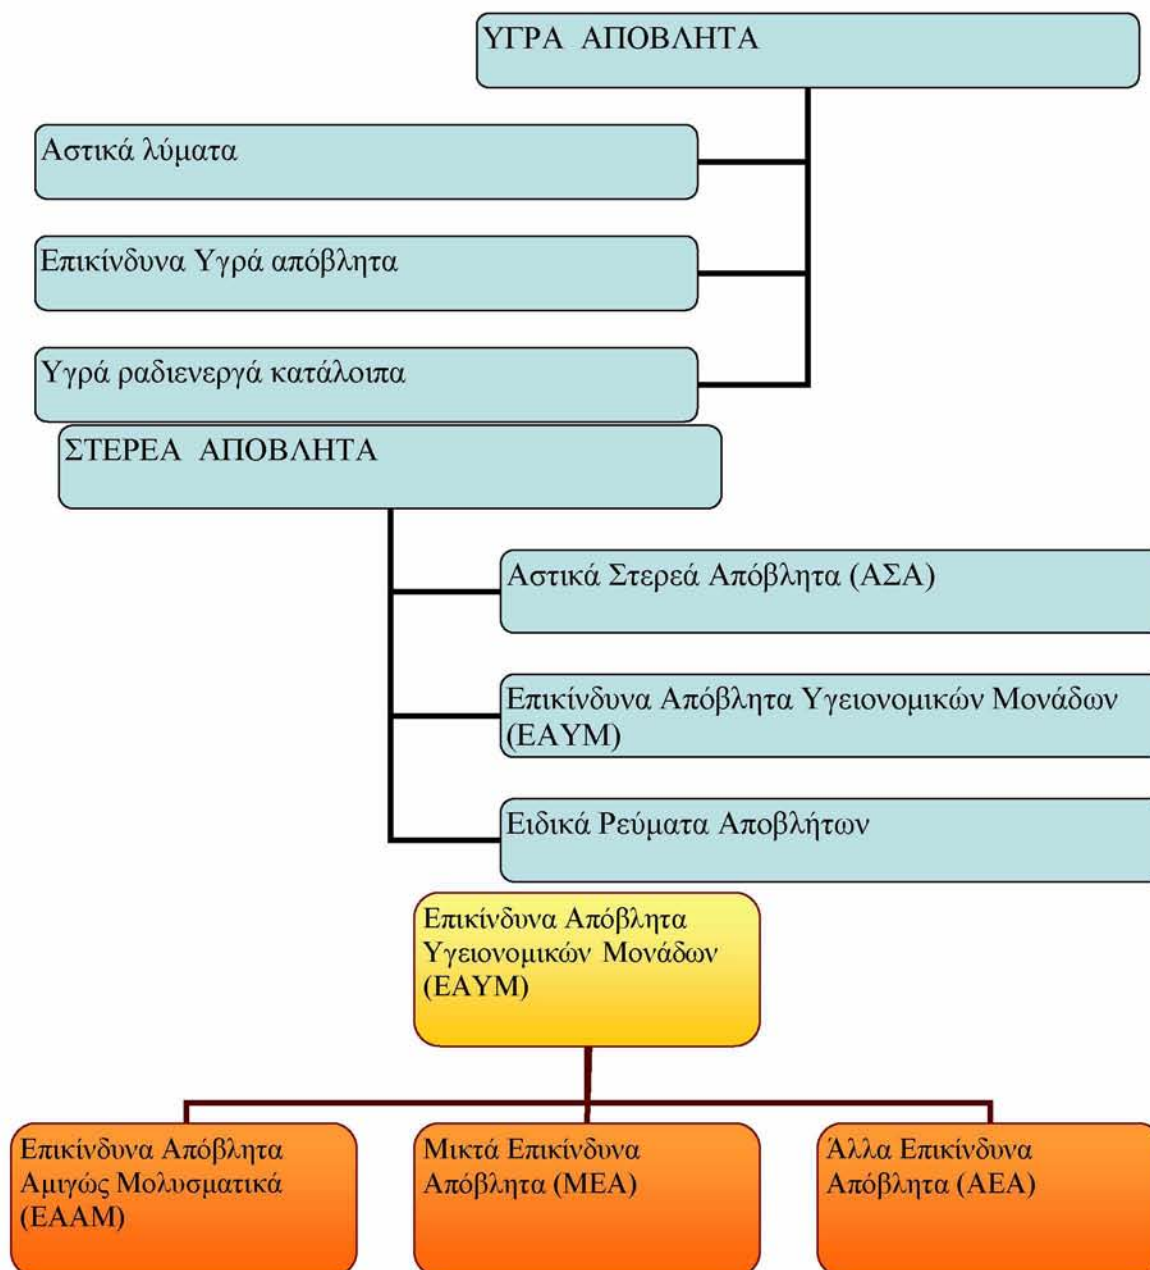 ΥΓΡΑ ΑΠΟΒΛΗΤΑ
Αστικά λύματα
Επικίνδυνα Υγρά απόβλητα
Υγρά ραδιενεργά κατάλοιπα
ΣΤΕΡΕΑ ΑΠΟΒΛΗΤΑ
Αστικά Στερεά Απόβλητα (ΑΣΑ)
Επικίνδυνα Απόβλητα Υγειονομικών Μονάδων
(ΕΑΥΜ)
Ειδικά Ρεύματα Αποβλήτων
Επικίνδυνα Απόβλητα
Υγειονομικών Μονάδων
(ΕΑΥΜ)
Επικίνδυνα Απόβλητα
Αμιγώς Μολυσματικά
(ΕΑΑΜ)
Μικτά Επικίνδυνα
Απόβλητα (ΜΕΑ)
Άλλα Επικίνδυνα
Απόβλητα (ΑΕΑ)